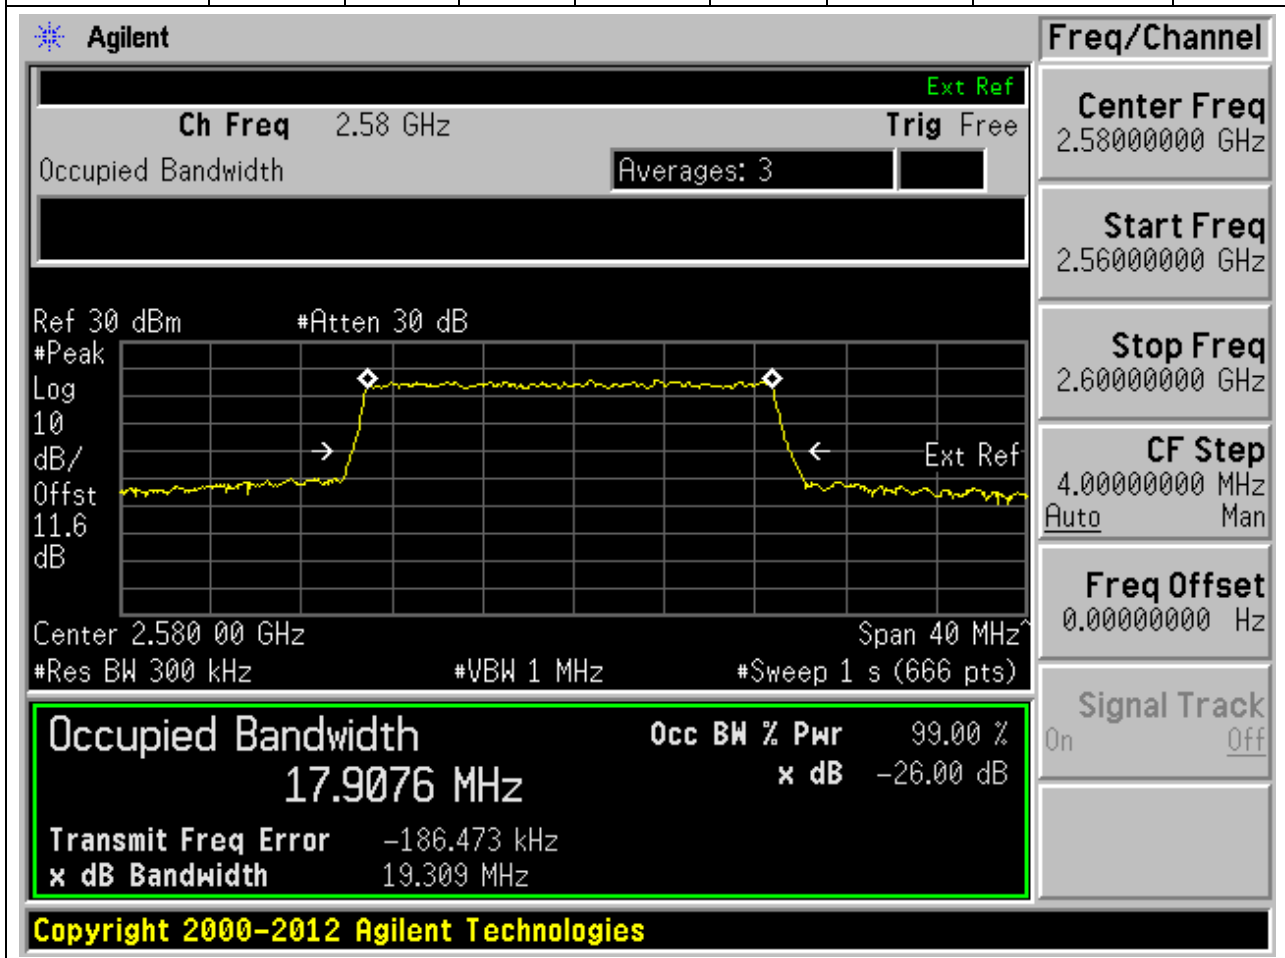 Agilent
Freq/Channel
Ext Ref
Ch Freq 2.58 GHz Trig Free
Occupied Bandwidth Averages: 3
Center Freq
2.58000000 GHz
Start Freq
2.56000000 GHz
Stop Freq
2.60000000 GHz
CF Step
4.00000000 MHz
Auto Man
Freq Offset
0.00000000 Hz
Signal Track
On Off
Ref 30 dBm #Atten 30 dB
#Peak
Log
10
dB/
Offst
11.6
dB
Ext Ref
Center 2.580 00 GHz Span 40 MHz^
#Res BW 300 kHz #VBW 1 MHz #Sweep 1 s (666 pts)
Occupied Bandwidth Occ BW % Pwr 99.00 %
17.9076 MHz x dB -26.00 dB
Transmit Freq Error -186.473 kHz
x dB Bandwidth 19.309 MHz
Copyright 2000-2012 Agilent Technologies